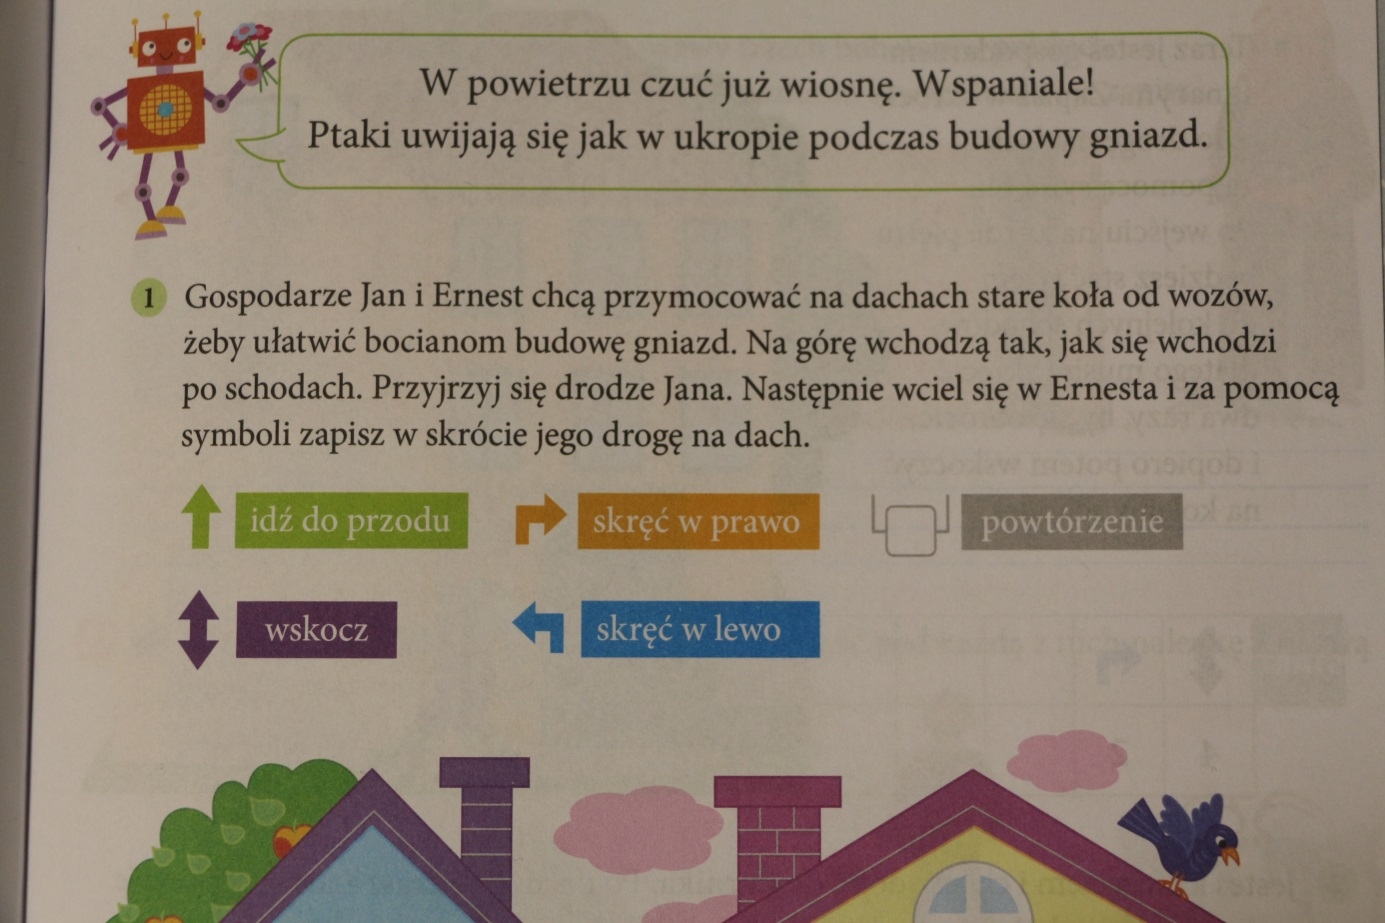 W powietrzu czuć już wiosnę. Wspaniale!
Ptaki uwijają się jak w ukropie podczas budowy gniazd.
1 Gospodarze Jan i Ernest chcą przymocować na dachach stare koła od wozów,
żeby ułatwić bocianom budowę gniazd. Na górę wchodzą tak, jak się wchodzi
po schodach. Przyjrzyj się drodze Jana. Następnie wciel się w Ernesta i za pomocą
symboli zapisz w skrócie jego drogę na dach.
idź do przodu skręć w prawo powtórzenie
wskocz skręć w lewo